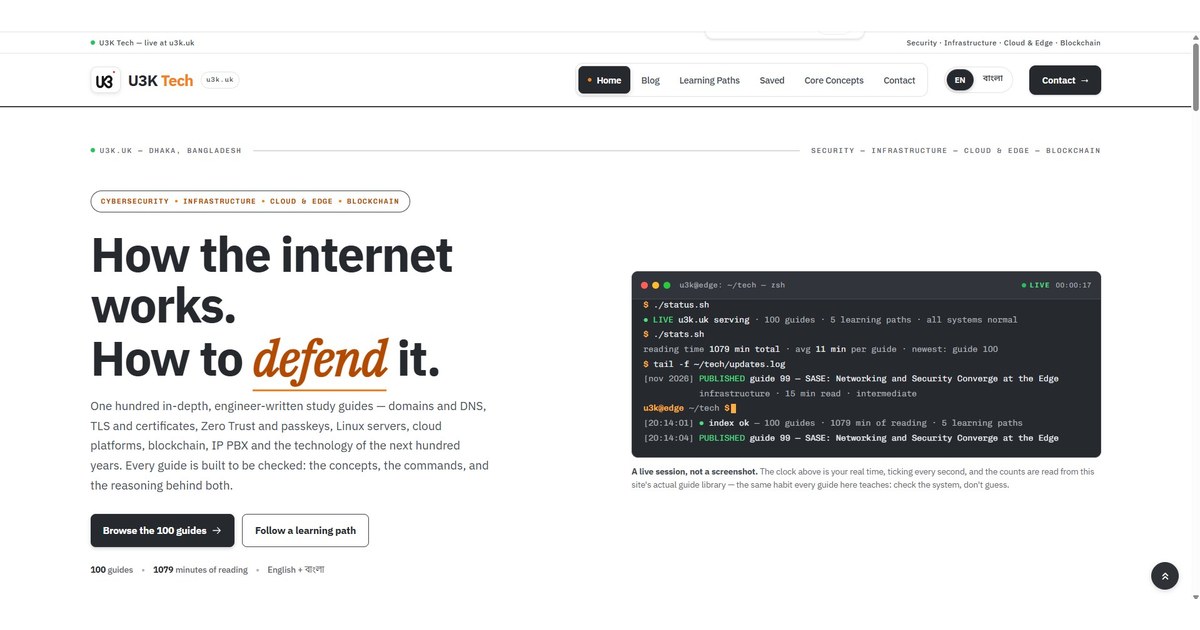 U3K Tech — live at u3k.uk
Security · Infrastructure · Cloud & Edge · Blockchain
U3 U3K Tech u3k.uk
Home Blog Learning Paths Saved Core Concepts Contact
EN বাংলা
Contact →
U3K.UK — DHAKA, BANGLADESH
SECURITY — INFRASTRUCTURE — CLOUD & EDGE — BLOCKCHAIN
CYBERSECURITY • INFRASTRUCTURE • CLOUD & EDGE • BLOCKCHAIN
How the internet
works.
How to defend it.
One hundred in-depth, engineer-written study guides — domains and DNS,
TLS and certificates, Zero Trust and passkeys, Linux servers, cloud
platforms, blockchain, IP PBX and the technology of the next hundred
years. Every guide is built to be checked: the concepts, the commands, and
the reasoning behind both.
Browse the 100 guides →
Follow a learning path
100 guides • 1079 minutes of reading • English + বাংলা
u3k@edge: ~/tech — zsh
LIVE 00:00:17
$ ./status.sh
● LIVE u3k.uk serving · 100 guides · 5 learning paths · all systems normal
$ ./stats.sh
reading time 1079 min total · avg 11 min per guide · newest: guide 100
$ tail -f ~/tech/updates.log
[nov 2026] PUBLISHED guide 99 — SASE: Networking and Security Converge at the Edge
infrastructure · 15 min read · intermediate
u3k@edge ~/tech $
[20:14:01] ● index ok — 100 guides · 1079 min of reading · 5 learning paths
[20:14:04] PUBLISHED guide 99 — SASE: Networking and Security Converge at the Edge
A live session, not a screenshot. The clock above is your real time, ticking every second, and the counts are read from this
site's actual guide library — the same habit every guide here teaches: check the system, don't guess.